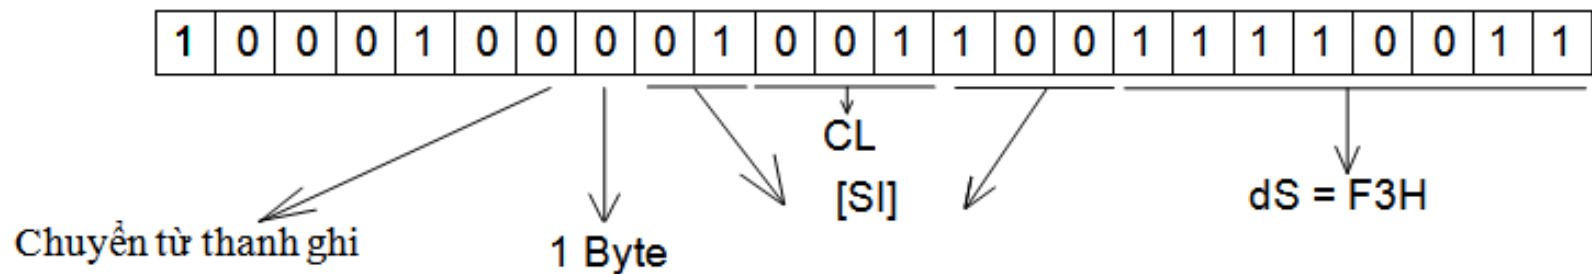 1 0 0 0 1 0 0 0 0 1 0 0 1 1 0 0 1 1 1 1 0 0 1 1
CL
[SI]
dS = F3H
Chuyển từ thanh ghi
1 Byte